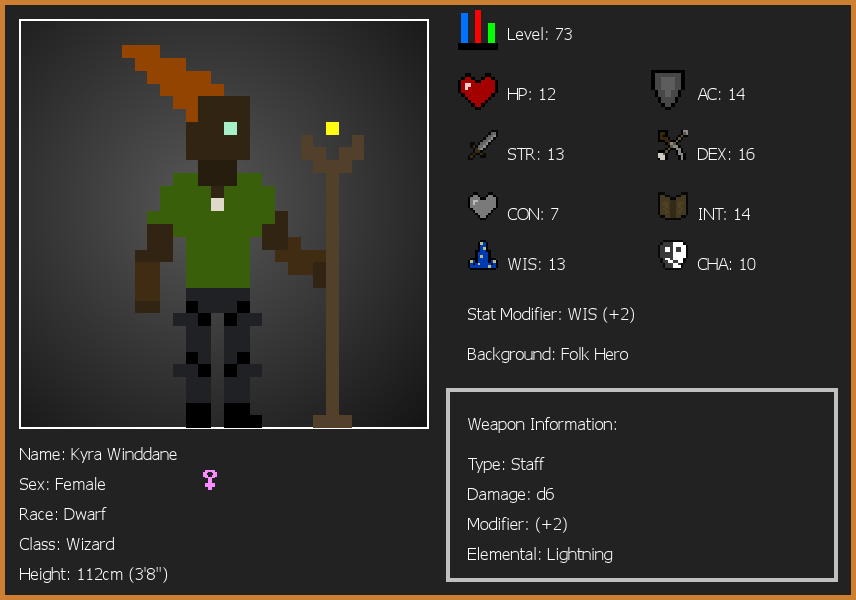 Level: 73
HP: 12
AC: 14
STR: 13
DEX: 16
CON: 7
INT: 14
WIS: 13
CHA: 10
Stat Modifier: WIS (+2)
Background: Folk Hero
Weapon Information:
Type: Staff
Damage: d6
Modifier: (+2)
Elemental: Lightning
Name: Kyra Winddane
Sex: Female
Race: Dwarf
Class: Wizard
Height: 112cm (3'8")